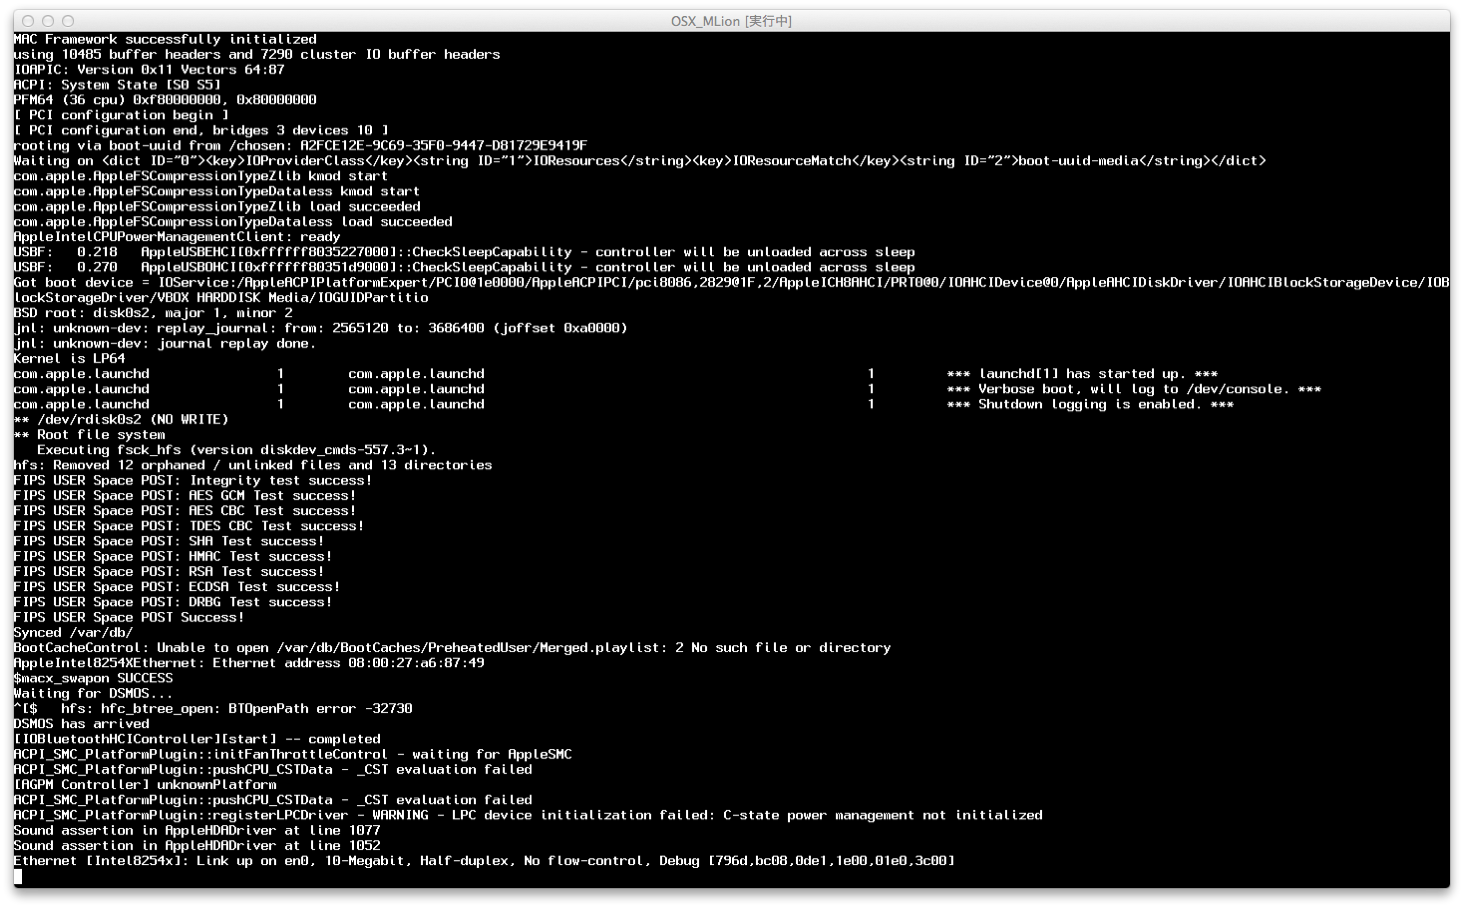 OSX_MLion [実行中]
MAC Framework successfully initialized
using 10485 buffer headers and 7290 cluster IO buffer headers
IOAPIC: Version 0x11 Vectors 64:87
ACPI: System State [S0 S5]
PFM64 (36 cpu) 0xf80000000, 0x80000000
[ PCI configuration begin ]
[ PCI configuration end, bridges 3 devices 10 ]
rooting via boot-uuid from /chosen: A2FCE12E-9C69-35F0-9447-D81729E9419F
Waiting on <dict ID="0"><key>IOProviderClass</key><string ID="1">IOResources</string><key>IOResourceMatch</key><string ID="2">boot-uuid-media</string></dict>
com.apple.AppleFSCompressionTypeZlib kmod start
com.apple.AppleFSCompressionTypeDataless kmod start
com.apple.AppleFSCompressionTypeZlib load succeeded
com.apple.AppleFSCompressionTypeDataless load succeeded
AppleIntelCPUPowerManagementClient: ready
USBF:   0.218   AppleUSBEHCI[0xffffff8035227000]::CheckSleepCapability - controller will be unloaded across sleep
USBF:   0.270   AppleUSBOHCI[0xffffff80351d9000]::CheckSleepCapability - controller will be unloaded across sleep
Got boot device = IOService:/AppleACPIPlatformExpert/PCI0@1e0000/AppleACPIPCI/pci8086,2829@1F,2/AppleICH8AHCI/PRT0@0/IOAHCIDevice@0/AppleAHCIDiskDriver/IOAHCIBlockStorageDevice/IOB
lockStorageDriver/VBOX HARDDISK Media/IOGUIDPartitio
BSD root: disk0s2, major 1, minor 2
jnl: unknown-dev: replay_journal: from: 2565120 to: 3686400 (joffset 0xa0000)
jnl: unknown-dev: journal replay done.
Kernel is LP64
com.apple.launchd                1        com.apple.launchd                                                1         *** launchd[1] has started up. ***
com.apple.launchd                1        com.apple.launchd                                                1         *** Verbose boot, will log to /dev/console. ***
com.apple.launchd                1        com.apple.launchd                                                1         *** Shutdown logging is enabled. ***
** /dev/rdisk0s2 (NO WRITE)
** Root file system
   Executing fsck_hfs (version diskdev_cmds-557.3~1).
hfs: Removed 12 orphaned / unlinked files and 13 directories
FIPS USER Space POST: Integrity test success!
FIPS USER Space POST: AES GCM Test success!
FIPS USER Space POST: AES CBC Test success!
FIPS USER Space POST: TDES CBC Test success!
FIPS USER Space POST: SHA Test success!
FIPS USER Space POST: HMAC Test success!
FIPS USER Space POST: RSA Test success!
FIPS USER Space POST: ECDSA Test success!
FIPS USER Space POST: DRBG Test success!
FIPS USER Space POST Success!
Synced /var/db/
BootCacheControl: Unable to open /var/db/BootCaches/PreheatedUser/Merged.playlist: 2 No such file or directory
AppleIntel8254XEthernet: Ethernet address 08:00:27:a6:87:49
$macx_swapon SUCCESS
Waiting for DSMOS...
^[$   hfs: hfc_btree_open: BTOpenPath error -32730
DSMOS has arrived
[IOBluetoothHCIController][start] -- completed
ACPI_SMC_PlatformPlugin::initFanThrottleControl - waiting for AppleSMC
ACPI_SMC_PlatformPlugin::pushCPU_CSTData - _CST evaluation failed
[AGPM Controller] unknownPlatform
ACPI_SMC_PlatformPlugin::pushCPU_CSTData - _CST evaluation failed
ACPI_SMC_PlatformPlugin::registerLPCDriver - WARNING - LPC device initialization failed: C-state power management not initialized
Sound assertion in AppleHDADriver at line 1077
Sound assertion in AppleHDADriver at line 1052
Ethernet [Intel8254x]: Link up on en0, 10-Megabit, Half-duplex, No flow-control, Debug [796d,bc08,0de1,1e00,01e0,3c00]